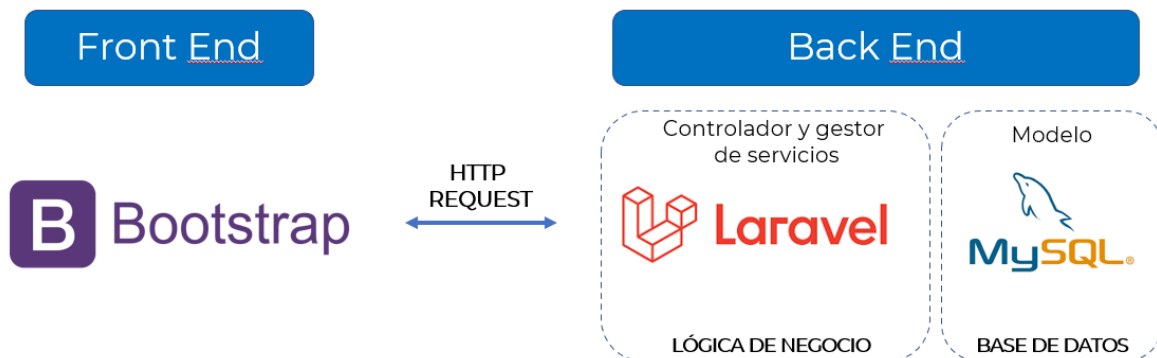 Front End
Back End
Controlador y gestor
de servicios
Modelo
HTTP
REQUEST
B Bootstrap
Laravel
MySQL®
LÓGICA DE NEGOCIO
BASE DE DATOS